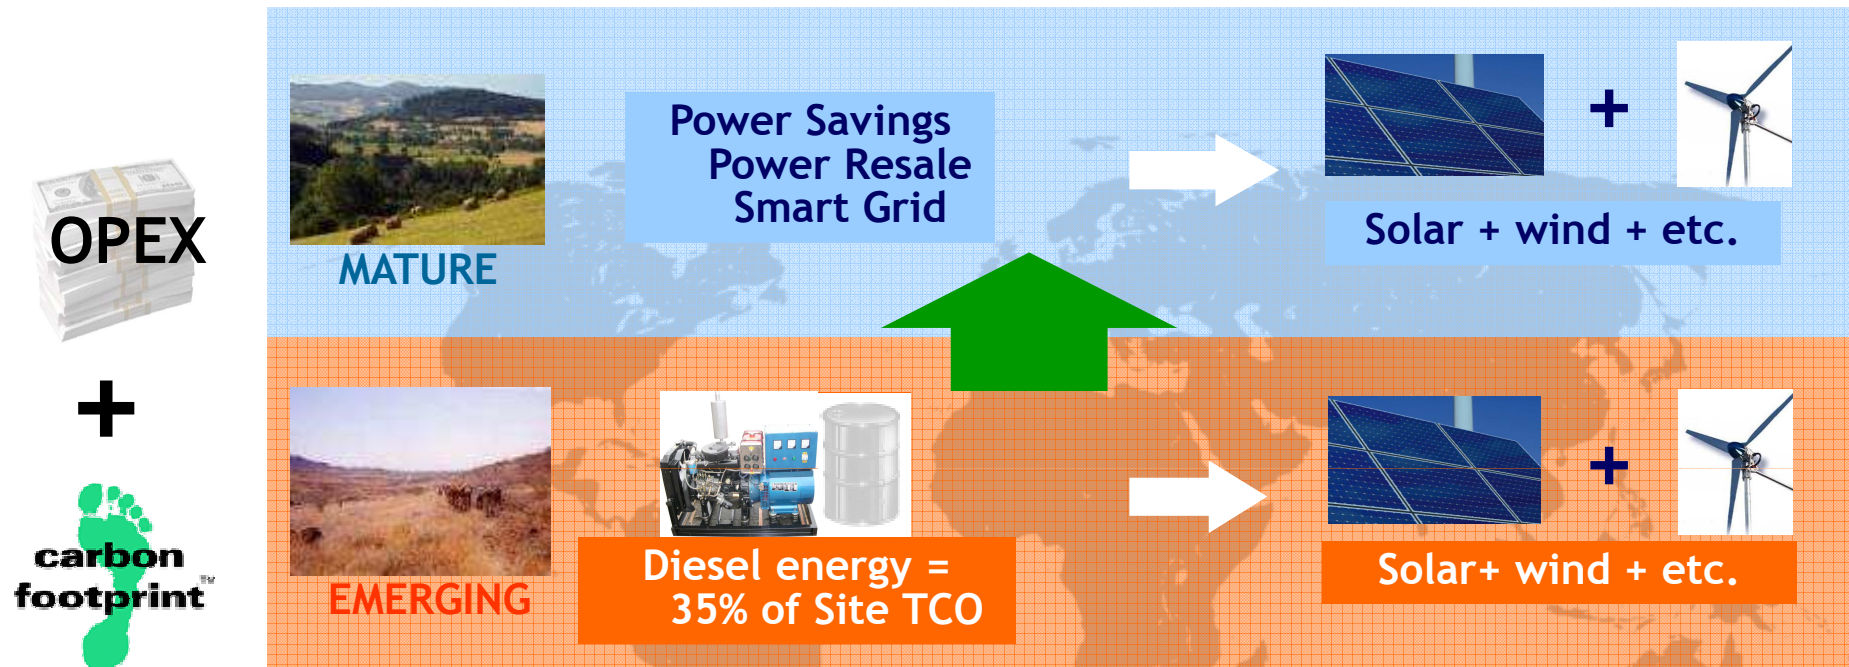 OPEX
+
carbon
footprint™
MATURE
Power Savings
Power Resale
Smart Grid
+
Solar + wind + etc.
EMERGING
Diesel energy =
35% of Site TCO
+
Solar+ wind + etc.